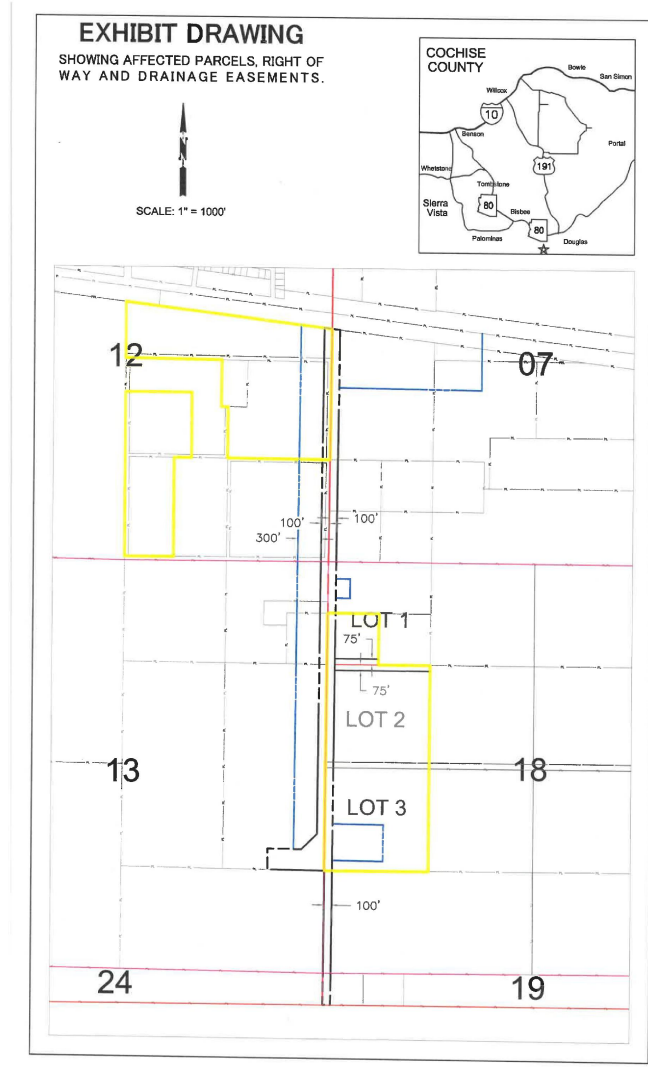 EXHIBIT DRAWING
SHOWING AFFECTED PARCELS, RIGHT OF
WAY AND DRAINAGE EASEMENTS.
N
SCALE: 1" = 1000'
COCHISE
COUNTY
Bowie
San Simon
Willcox
10
Benson
Portal
191
Whetstone
Tombstone
Sierra
Vista
80
Bisbee
80
Palominas
Douglas
12
07
100'
100'
300'
LOT 1
75'
75'
LOT 2
13
18
LOT 3
100'
24
19